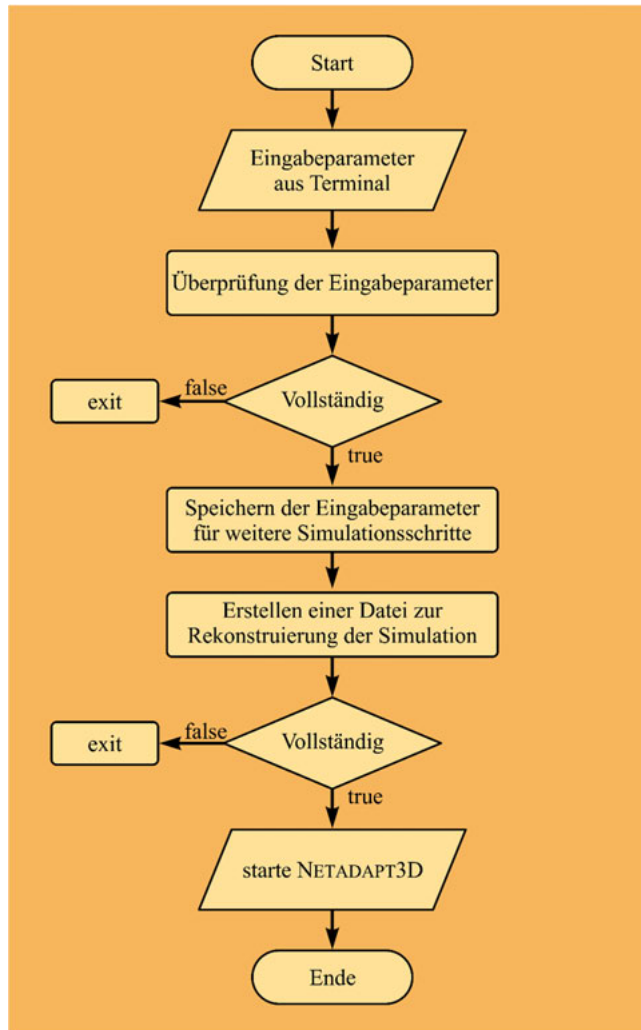 Start
Eingabeparameter
aus Terminal
Überprüfung der Eingabeparameter
Vollständig
false
exit
true
Speichern der Eingabeparameter
für weitere Simulationsschritte
Erstellen einer Datei zur
Rekonstruierung der Simulation
Vollständig
false
exit
true
starte NETADAPT3D
Ende